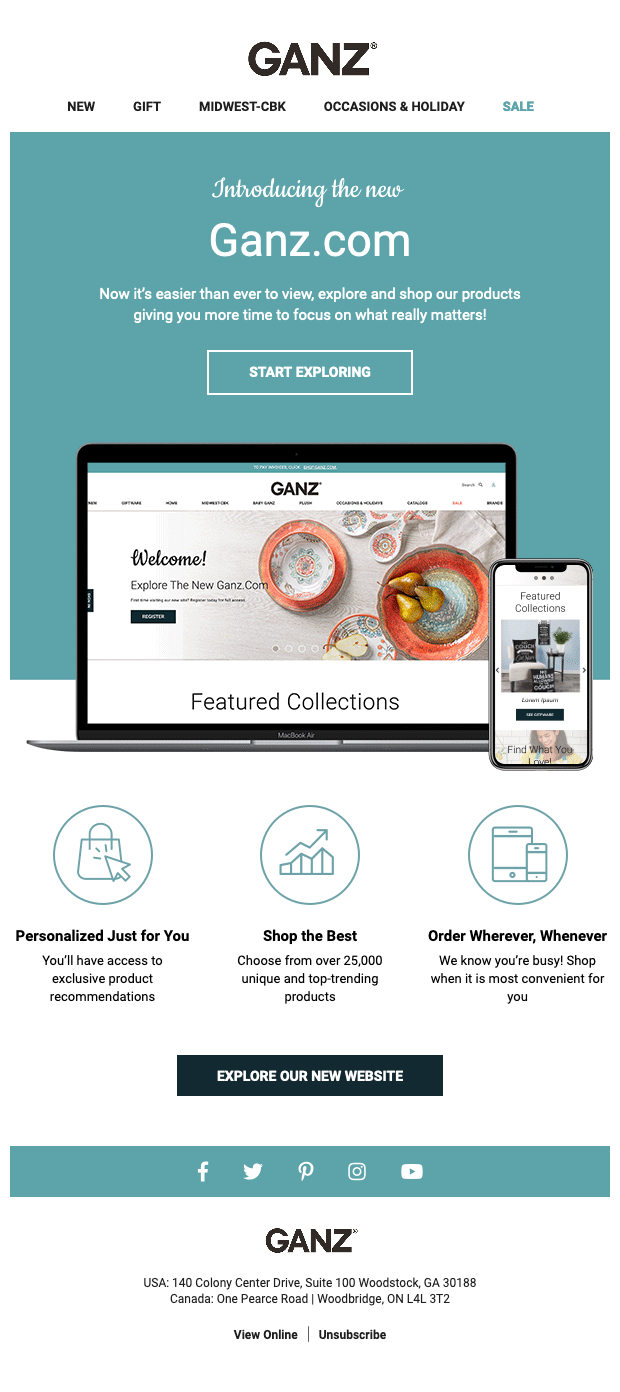 GANZ®
NEW GIFT MIDWEST-CBK OCCASIONS & HOLIDAY SALE
Introducing the new
Ganz.com
Now it’s easier than ever to view, explore and shop our products
giving you more time to focus on what really matters!
START EXPLORING
TO PAY INVOICES, CLICK SHOP.GANZ.COM
GANZ
Search
NEW GIFTWARE HOME MIDWEST-CBK BABY GANZ PLUSH OCCASIONS & HOLIDAYS CATALOGS SALE BRANDS
Welcome!
Explore The New Ganz.Com
First time visiting our new site? Register today for full access.
REGISTER
Featured Collections
MacBook Air
Featured
Collections
COUCH
NO
HUMANS
ALLOWED
COUCH
Lorem Ipsum
SEE GIFTWARE
Find What You
Love!
Personalized Just for You
You’ll have access to
exclusive product
recommendations
Shop the Best
Choose from over 25,000
unique and top-trending
products
Order Wherever, Whenever
We know you’re busy! Shop
when it is most convenient for
you
EXPLORE OUR NEW WEBSITE
GANZ®
USA: 140 Colony Center Drive, Suite 100 Woodstock, GA 30188
Canada: One Pearce Road | Woodbridge, ON L4L 3T2
View Online | Unsubscribe